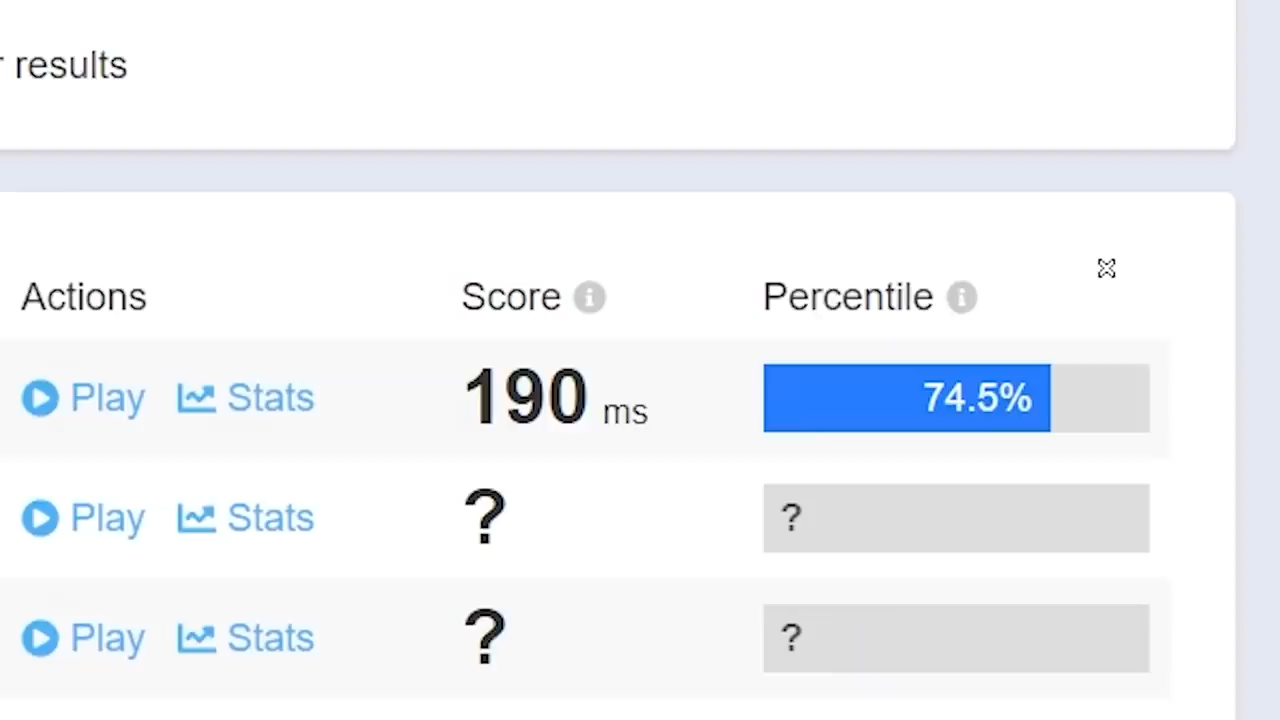 results
Actions Score Percentile
Play Stats 190 ms 74.5%
Play Stats ? ?
Play Stats ? ?